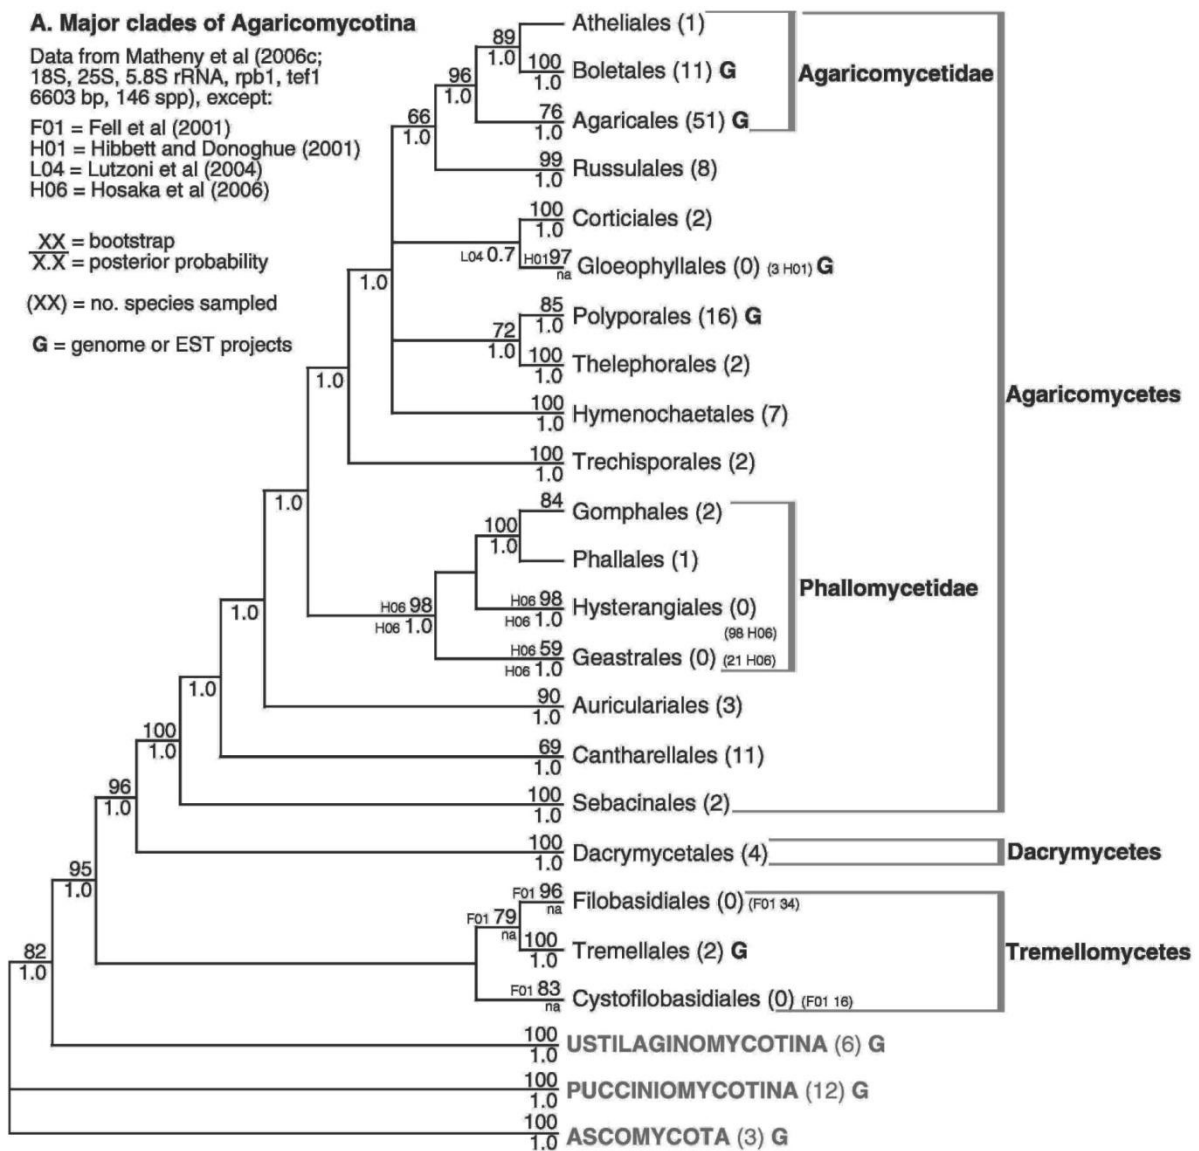 A. Major clades of Agaricomycotina
Data from Matheny et al (2006c;
18S, 25S, 5.8S rRNA, rpb1, tef1
6603 bp, 146 spp), except:
F01 = Fell et al (2001)
H01 = Hibbett and Donoghue (2001)
L04 = Lutzoni et al (2004)
H06 = Hosaka et al (2006)
XX = bootstrap
X.X = posterior probability
(XX) = no. species sampled
G = genome or EST projects
Atheliales (1)
89
1.0
100
1.0
Boletales (11) G
Agaricomycetidae
96
1.0
76
1.0
Agaricales (51) G
66
1.0
99
1.0
Russulales (8)
100
1.0
Corticiales (2)
L04 0.7
H01 97
na
Gloeophyllales (0) (3 H01) G
1.0
85
1.0
Polyporales (16) G
72
1.0
100
1.0
Thelephorales (2)
1.0
Agaricomycetes
100
1.0
Hymenochaetales (7)
100
1.0
Trechisporales (2)
1.0
84
Gomphales (2)
100
1.0
Phallales (1)
Phallomycetidae
H06 98
H06 1.0
H06 98
H06 1.0
Hysterangiales (0)
(98 H06)
1.0
H06 59
H06 1.0
Geastrales (0) (21 H06)
1.0
90
1.0
Auriculariales (3)
100
1.0
69
1.0
Cantharellales (11)
96
1.0
100
1.0
Sebacinales (2)
100
1.0
Dacrymycetales (4)
Dacrymycetes
95
1.0
F01 96
na
Filobasidiales (0) (F01 34)
F01 79
na
100
1.0
Tremellales (2) G
Tremellomycetes
82
1.0
F01 83
na
Cystofilobasidiales (0) (F01 16)
100
1.0
USTILAGINOMYCOTINA (6) G
100
1.0
PUCCINIOMYCOTINA (12) G
100
1.0
ASCOMYCOTA (3) G